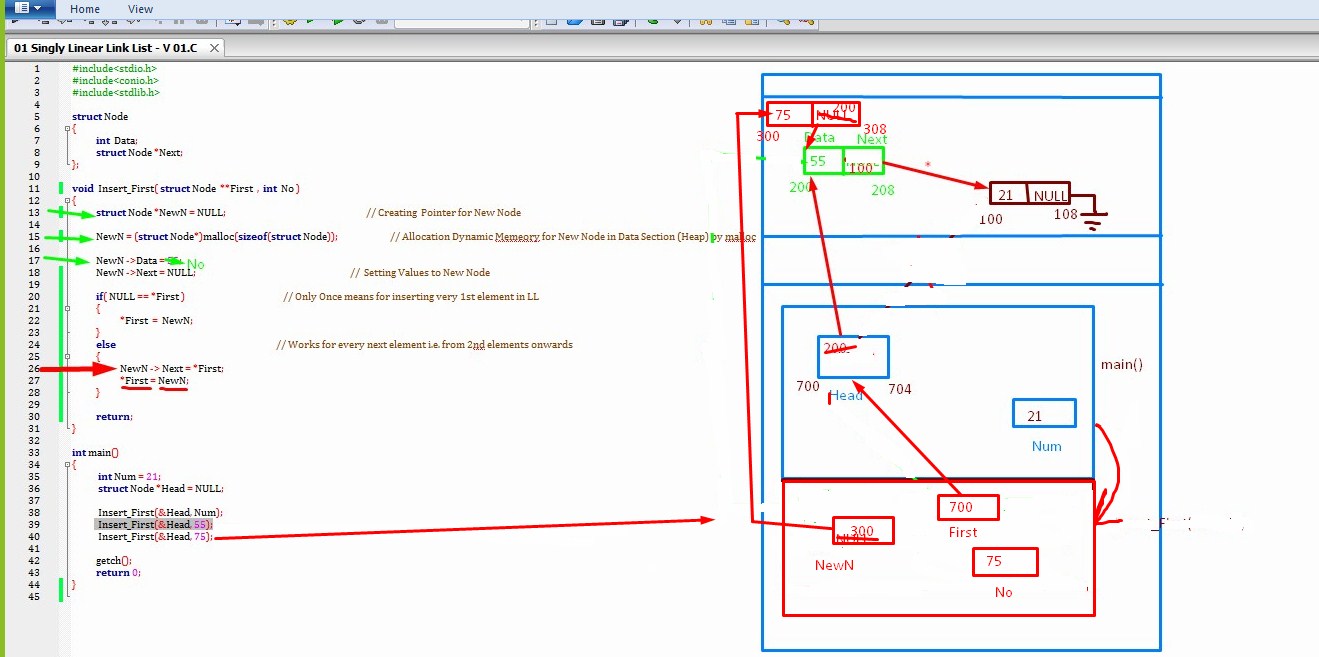 Home View
01 Singly Linear Link List - V 01.C
1 #include<stdio.h>
2 #include<conio.h>
3 #include<stdlib.h>
4
5 struct Node
6 {
7 int Data;
8 struct Node *Next;
9 };
10
11 void Insert_First( struct Node **First , int No )
12 {
13 struct Node *NewN = NULL; // Creating Pointer for New Node
14
15 NewN = (struct Node*)malloc(sizeof(struct Node)); // Allocation Dynamic Memeory for New Node in Data Section (Heap) by malloc
16
17 NewN ->Data = No
18 NewN ->Next = NULL; // Setting Values to New Node
19
20 if( NULL == *First ) // Only Once means for inserting very 1st element in LL
21 {
22 *First = NewN;
23 }
24 else // Works for every next element i.e. from 2nd elements onwards
25 {
26 NewN -> Next = *First;
27 *First = NewN;
28 }
29
30 return;
31 }
32
33 int main()
34 {
35 int Num = 21;
36 struct Node *Head = NULL;
37
38 Insert_First(&Head, Num);
39 Insert_First(&Head, 55);
40 Insert_First(&Head, 75);
41
42 getch();
43 return 0;
44 }
45
75 NULL 200
300 308
Data Next
55 100
200 208
21 NULL
100 108
200
700 704
Head
main()
21
Num
700
First
300
NULL
NewN
75
No